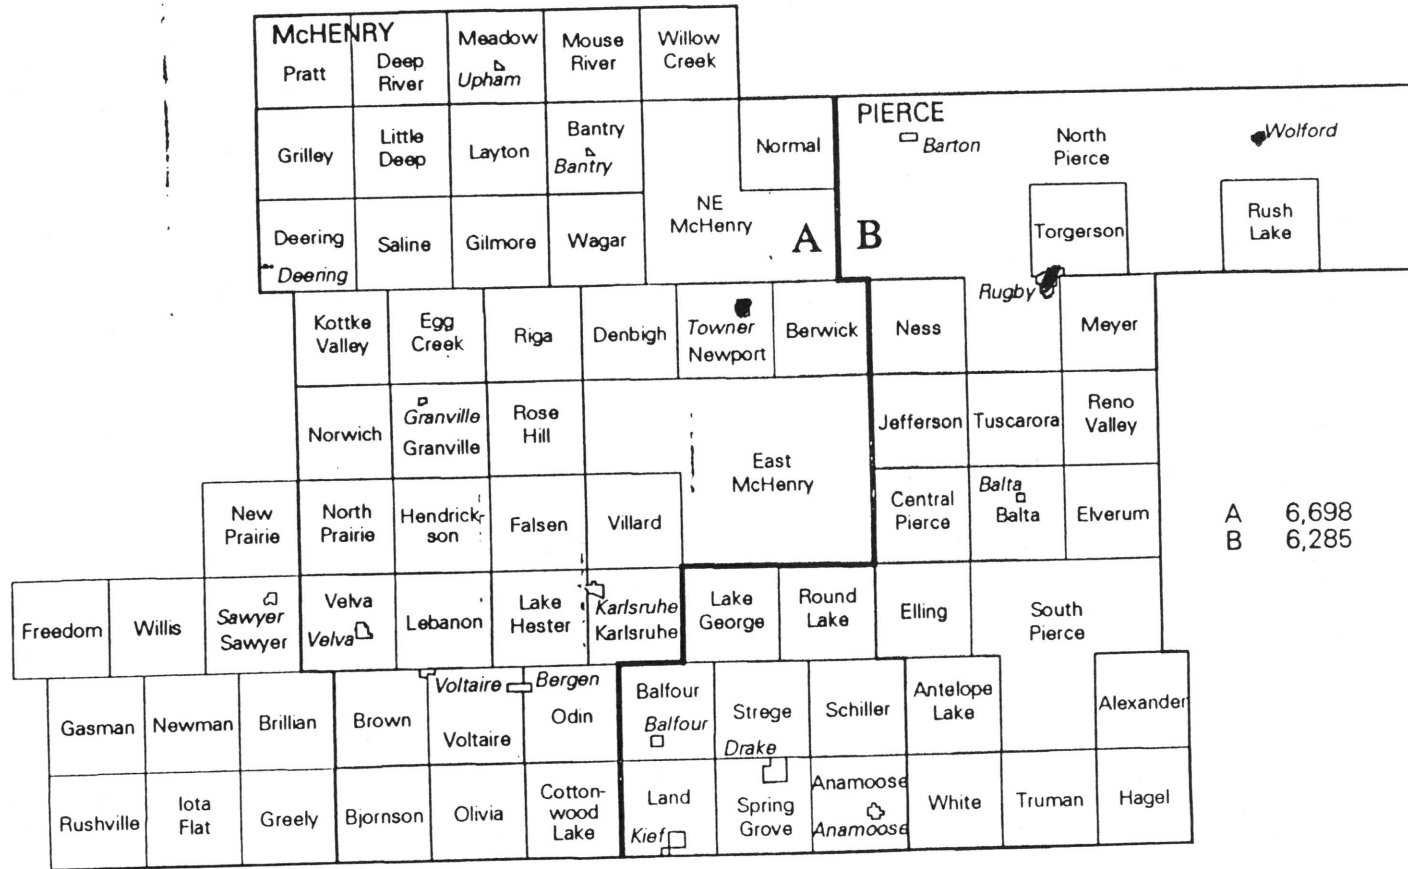 McHENRY
Pratt
Deep
River
Meadow
Upham
Mouse
River
Willow
Creek
PIERCE
Barton
North
Pierce
Wolford
Grilley
Little
Deep
Layton
Bantry
Bantry
Normal
NE
McHenry
A
B
Torgerson
Rush
Lake
Deering
Deering
Saline
Gilmore
Wagar
Rugby
Kottke
Valley
Egg
Creek
Riga
Denbigh
Towner
Newport
Berwick
Ness
Meyer
Norwich
Granville
Granville
Rose
Hill
East
McHenry
Jefferson
Tuscarora
Reno
Valley
New
Prairie
North
Prairie
Hendrick-
son
Falsen
Villard
Central
Pierce
Balta
Balta
Elverum
A 6,698
B 6,285
Freedom
Willis
Sawyer
Sawyer
Velva
Velva
Lebanon
Lake
Hester
Karlsruhe
Karlsruhe
Lake
George
Round
Lake
Elling
South
Pierce
Gasman
Newman
Brillian
Brown
Voltaire
Voltaire
Bergen
Odin
Balfour
Balfour
Strege
Drake
Schiller
Antelope
Lake
Alexander
Rushville
Iota
Flat
Greely
Bjornson
Olivia
Cotton-
wood
Lake
Land
Kief
Spring
Grove
Anamoose
Anamoose
White
Truman
Hagel